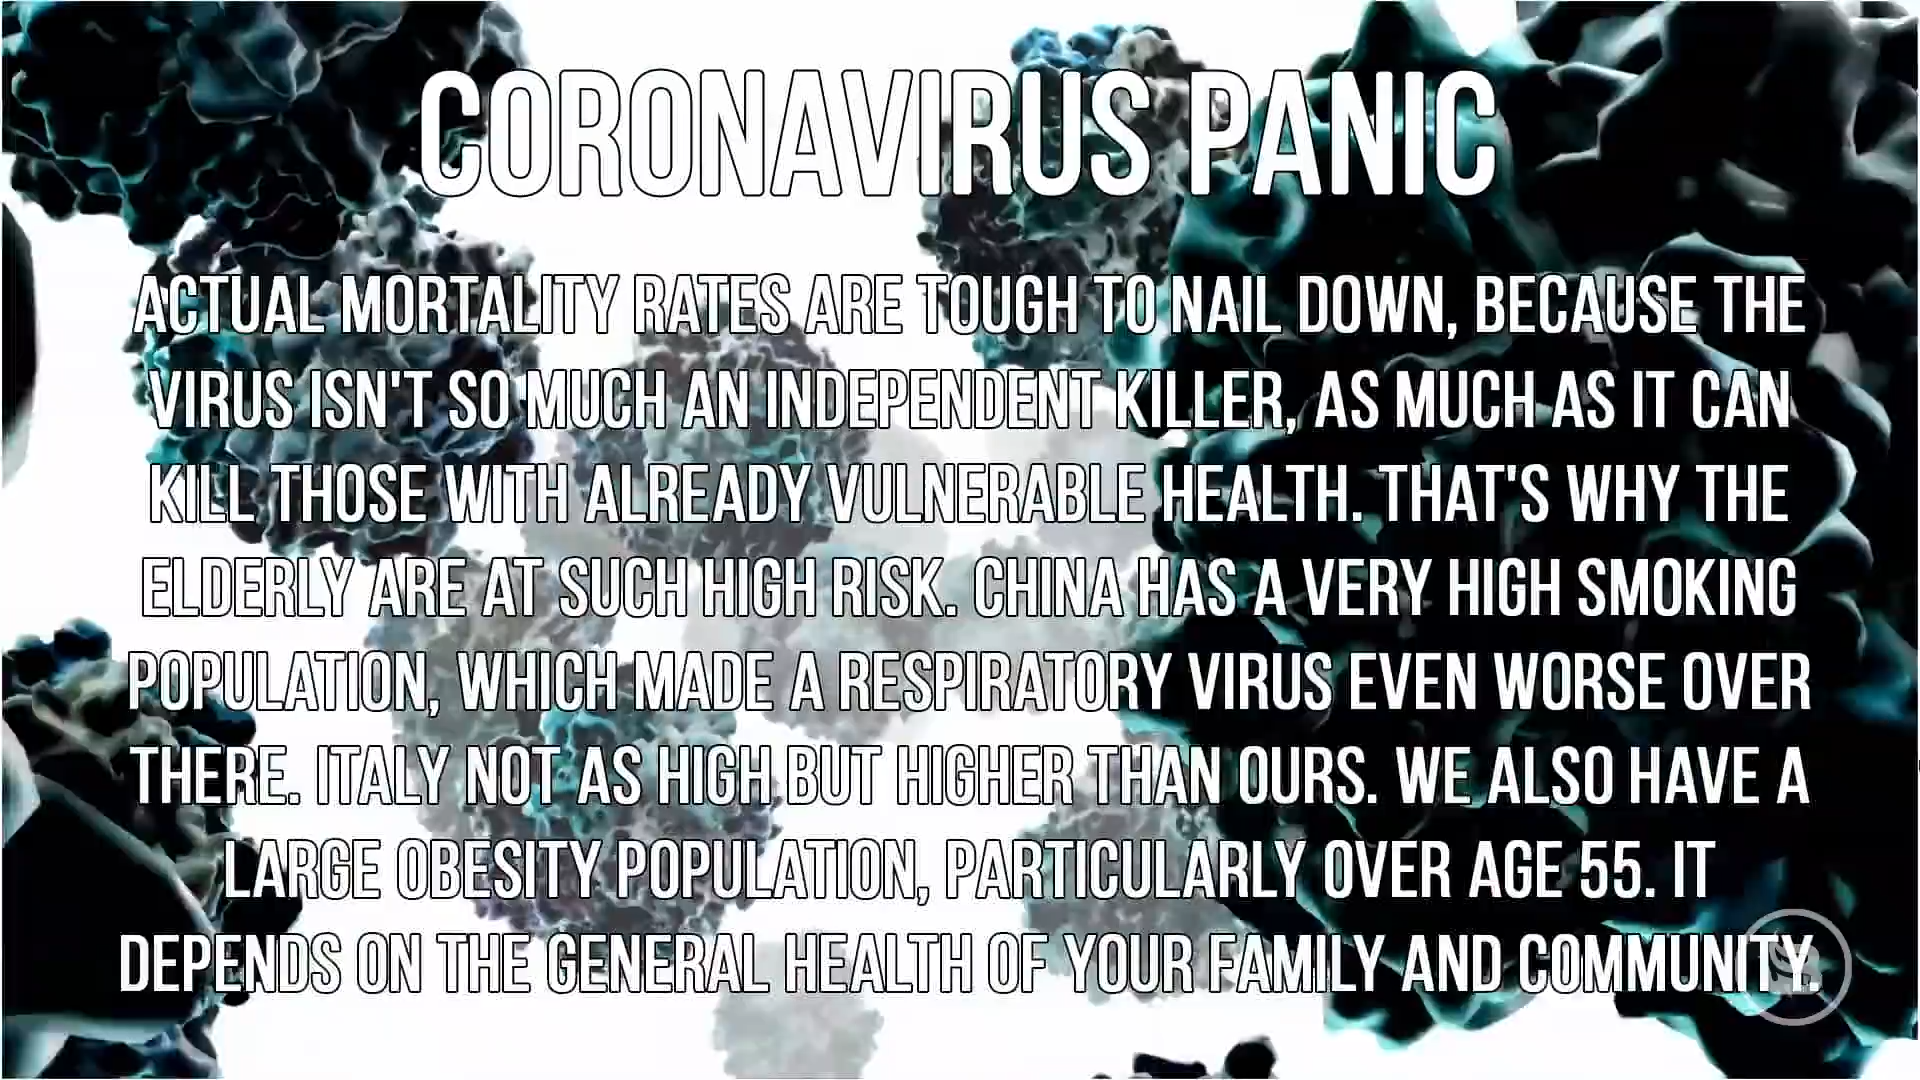 CORONAVIRUS PANIC
ACTUAL MORTALITY RATES ARE TOUGH TO NAIL DOWN, BECAUSE THE
VIRUS ISN'T SO MUCH AN INDEPENDENT KILLER, AS MUCH AS IT CAN
KILL THOSE WITH ALREADY VULNERABLE HEALTH. THAT'S WHY THE
ELDERLY ARE AT SUCH HIGH RISK. CHINA HAS A VERY HIGH SMOKING
POPULATION, WHICH MADE A RESPIRATORY VIRUS EVEN WORSE OVER
THERE. ITALY NOT AS HIGH BUT HIGHER THAN OURS. WE ALSO HAVE A
LARGE OBESITY POPULATION, PARTICULARLY OVER AGE 55. IT
DEPENDS ON THE GENERAL HEALTH OF YOUR FAMILY AND COMMUNITY.